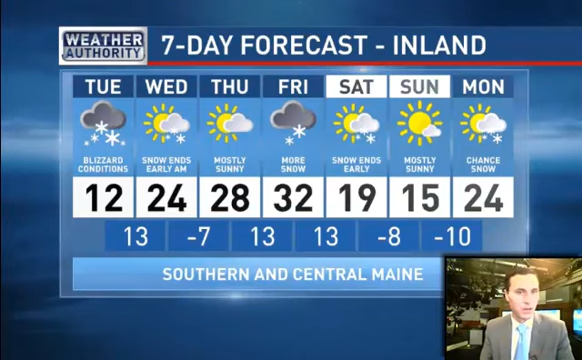 WEATHER
AUTHORITY
7-DAY FORECAST - INLAND
TUE WED THU FRI SAT SUN MON
BLIZZARD CONDITIONS
SNOW ENDS EARLY AM
MOSTLY SUNNY
MORE SNOW
SNOW ENDS EARLY
MOSTLY SUNNY
CHANCE SNOW
12 24 28 32 19 15 24
13 -7 13 13 -8 -10
SOUTHERN AND CENTRAL MAINE